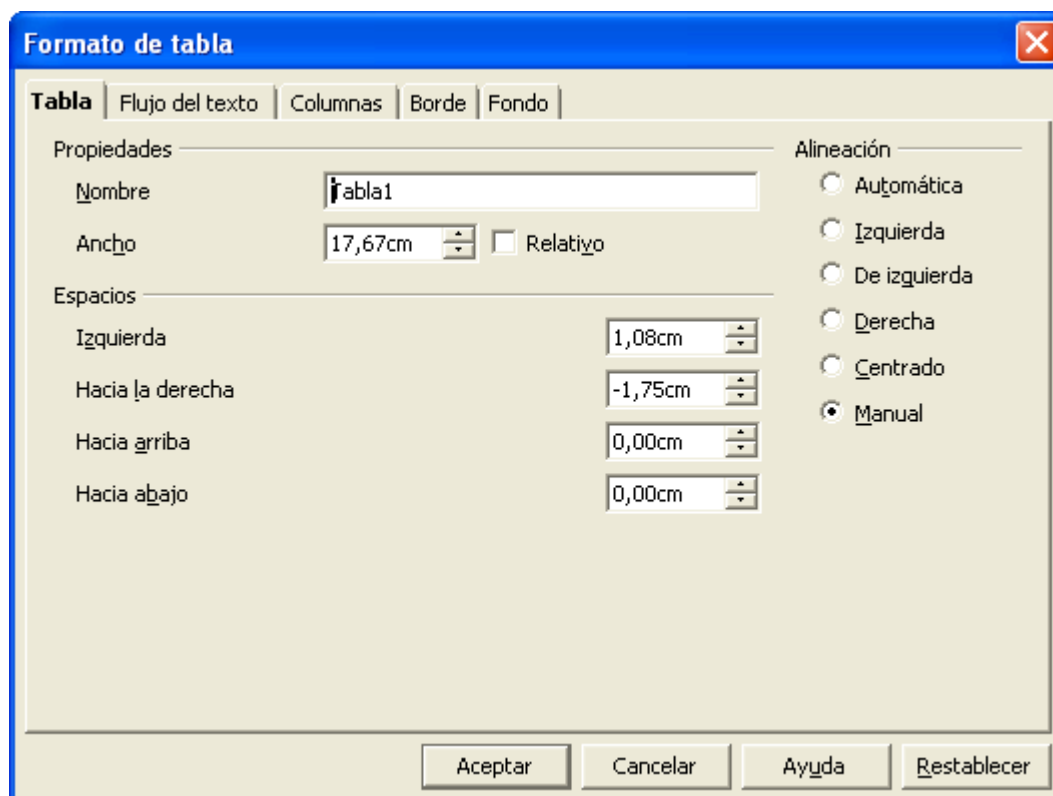 Formato de tabla
Tabla Flujo del texto Columnas Borde Fondo
Propiedades
Nombre Tabla1
Ancho 17,67cm Relativo
Espacios
Izquierda 1,08cm
Hacia la derecha -1,75cm
Hacia arriba 0,00cm
Hacia abajo 0,00cm
Alineación
Automática
Izquierda
De izquierda
Derecha
Centrado
Manual
Aceptar Cancelar Ayuda Restablecer